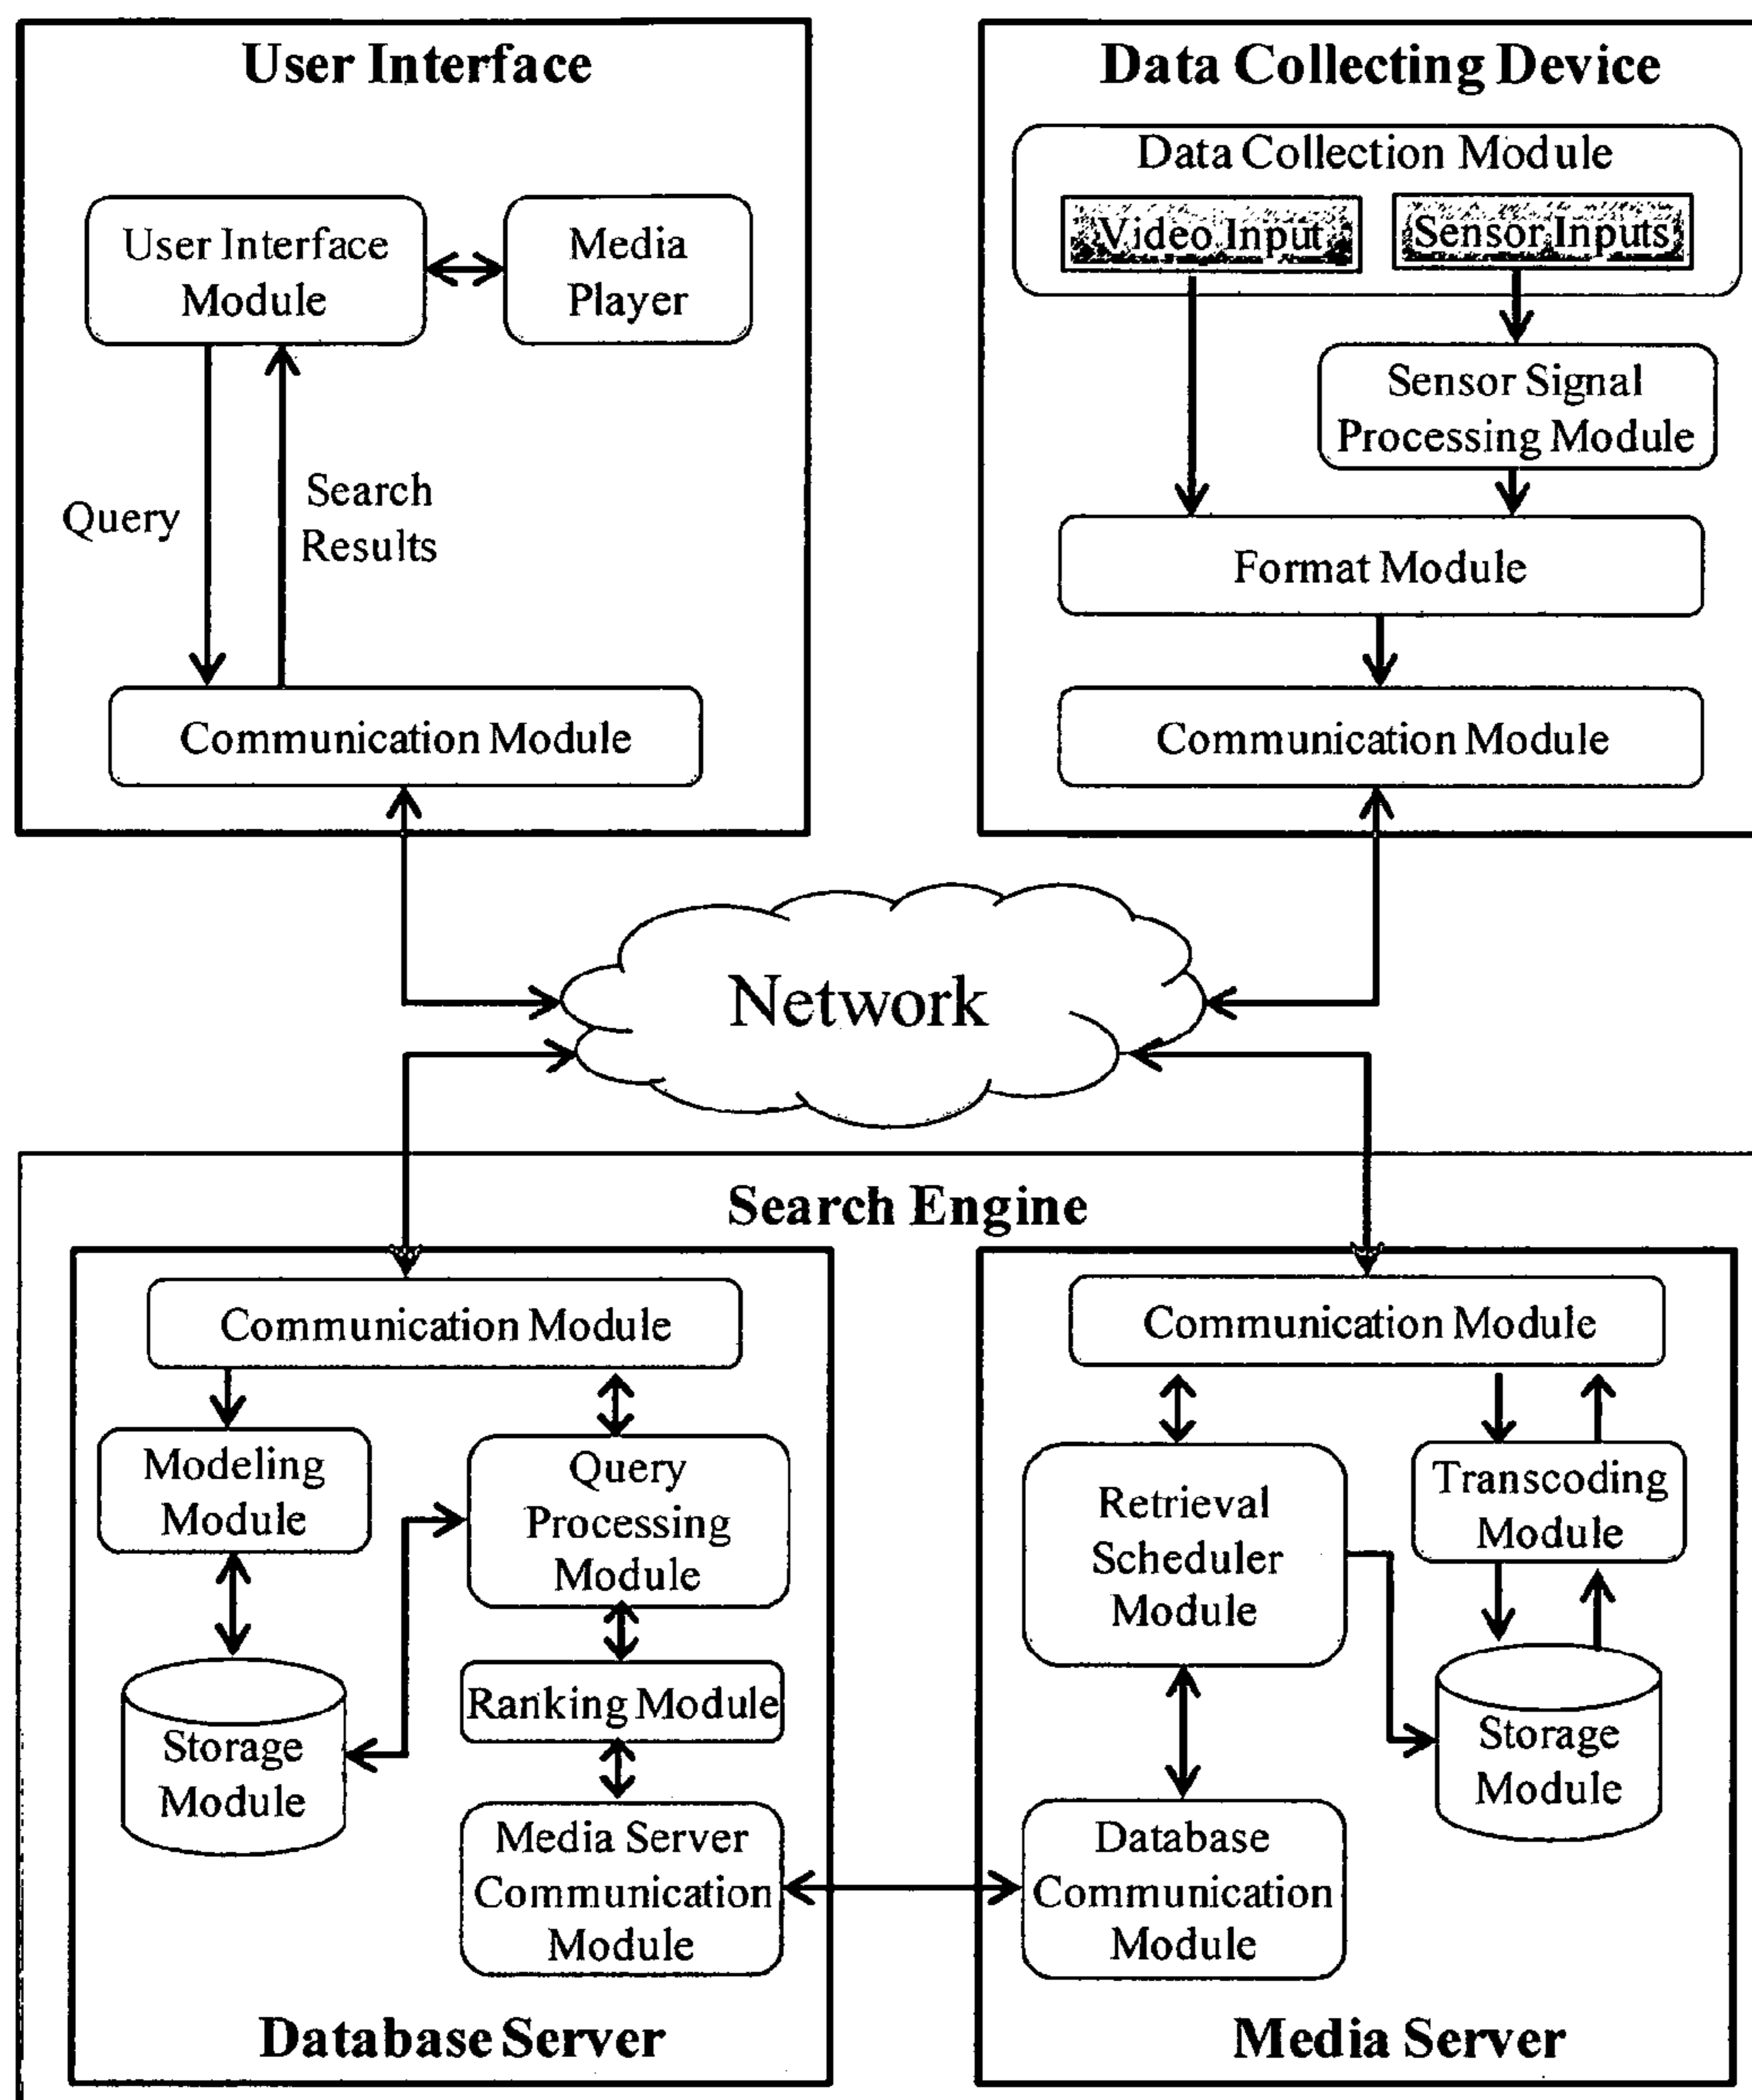 User Interface
User Interface
Module
Media
Player
Query
Search
Results
Communication Module
Data Collecting Device
Data Collection Module
Video Input
Sensor Inputs
Sensor Signal
Processing Module
Format Module
Communication Module
Network
Search Engine
Communication Module
Modeling
Module
Query
Processing
Module
Storage
Module
Ranking Module
Media Server
Communication
Module
Database Server
Communication Module
Retrieval
Scheduler
Module
Transcoding
Module
Storage
Module
Database
Communication
Module
Media Server